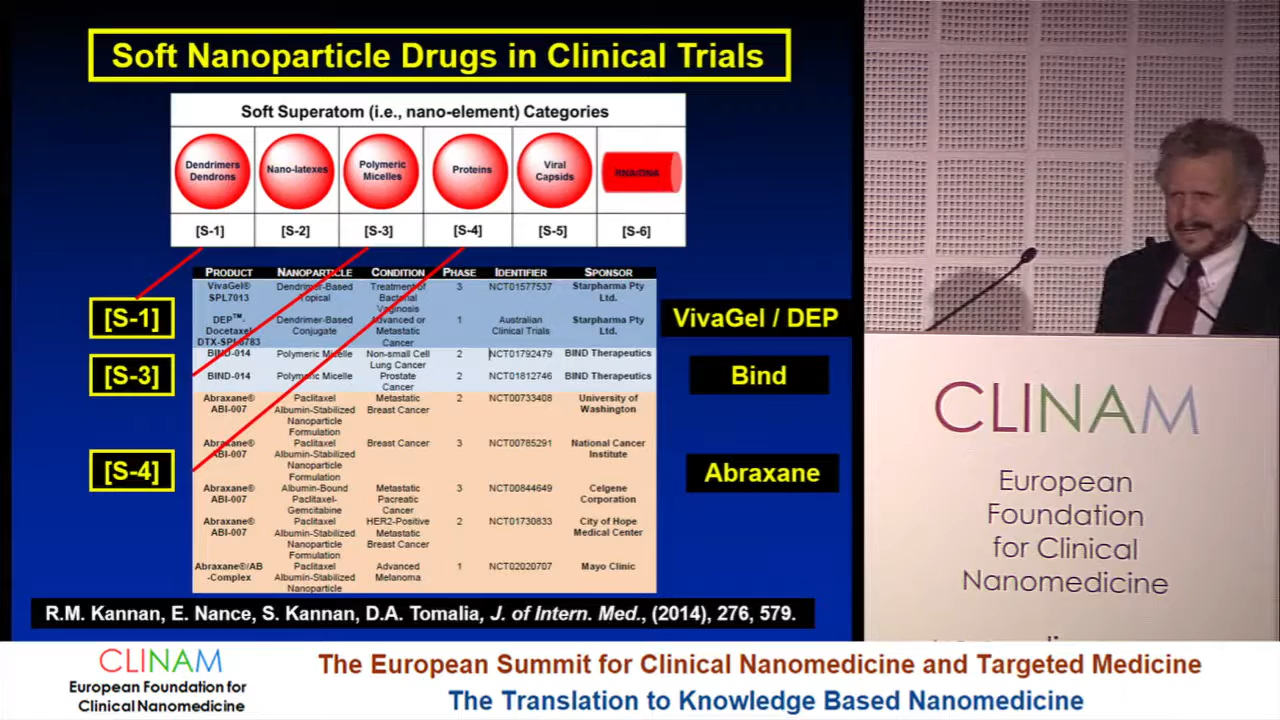 Soft Nanoparticle Drugs in Clinical Trials
Soft Superatom (i.e., nano-element) Categories
Dendrimers
Dendrons
Nano-latexes
Polymeric
Micelles
Proteins
Viral
Capsids
RNA/DNA
[S-1] [S-2] [S-3] [S-4] [S-5] [S-6]
PRODUCT NANOPARTICLE CONDITION PHASE IDENTIFIER SPONSOR
VivaGel® Dendrimer-Based Treatment of 3 NCT01577537 Starpharma Pty
SPL7013 Topical Bacterial Ltd.
Vaginosis
DEP™- Dendrimer-Based Advanced or 1 Australian Starpharma Pty
Docetaxel Conjugate Metastatic Clinical Trials Ltd.
DTX-SPL8783 Cancer
BIND-014 Polymeric Micelle Non-small Cell 2 NCT01792479 BIND Therapeutics
Lung Cancer
BIND-014 Polymeric Micelle Prostate 2 NCT01812746 BIND Therapeutics
Cancer
Abraxane® Paclitaxel Metastatic 2 NCT00733408 University of
ABI-007 Albumin-Stabilized Breast Cancer Washington
Nanoparticle
Formulation
Abraxane® Paclitaxel Breast Cancer 3 NCT00785291 National Cancer
ABI-007 Albumin-Stabilized Institute
Nanoparticle
Formulation
Abraxane® Albumin-Bound Metastatic 3 NCT00844649 Celgene
ABI-007 Paclitaxel- Pacreatic Corporation
Gemcitabine Cancer
Abraxane® Paclitaxel HER2-Positive 2 NCT01730833 City of Hope
ABI-007 Albumin-Stabilized Metastatic Medical Center
Nanoparticle Breast Cancer
Formulation
Abraxane®/AB Paclitaxel Advanced 1 NCT02020707 Mayo Clinic
-Complex Albumin-Stabilized Melanoma
Nanoparticle
[S-1]
[S-3]
[S-4]
VivaGel / DEP
Bind
Abraxane
R.M. Kannan, E. Nance, S. Kannan, D.A. Tomalia, J. of Intern. Med., (2014), 276, 579.
CLINAM
European
Foundation
for Clinical
Nanomedicine
CLINAM
European Foundation for
Clinical Nanomedicine
The European Summit for Clinical Nanomedicine and Targeted Medicine
The Translation to Knowledge Based Nanomedicine